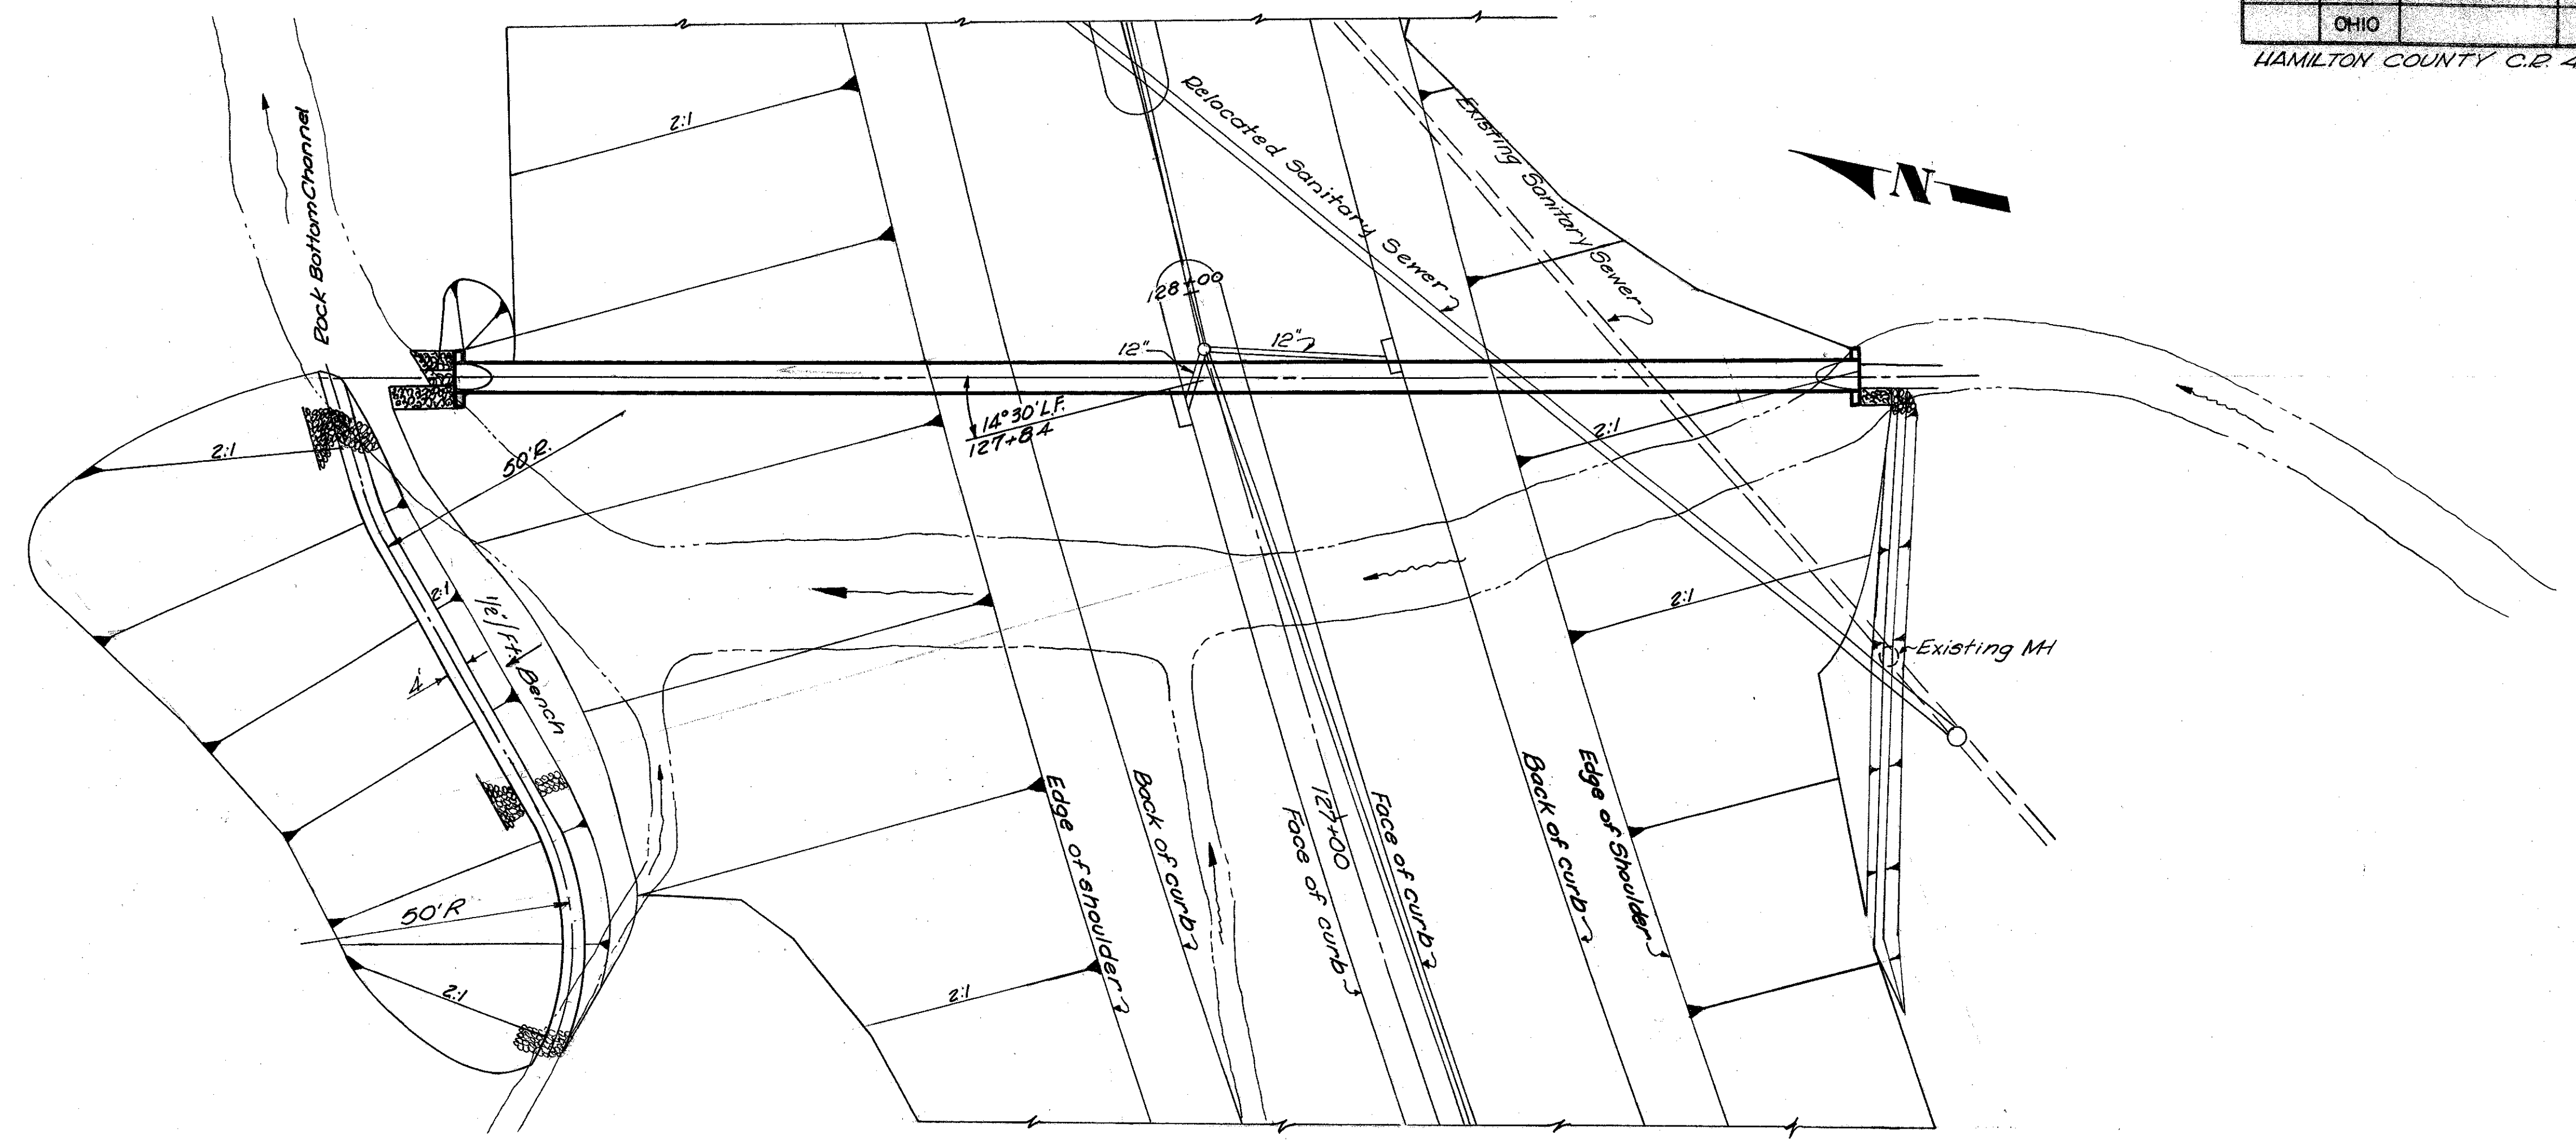 OHIO
HAMILTON COUNTY C.R. 4
2:1
Relocated Sanitary Sewer
Existing Sanitary Sewer
N
Rock Bottom Channel
128+00
12"
12"
14°30' L.F.
127+84
2:1
50'R.
2:1
2:1
1/2"/Ft. Bench
4'
2:1
Existing MH
Edge of shoulder
Back of curb
Face of curb
127+00
Face of curb
Back of curb
Edge of Shoulder
50'R
2:1
2:1